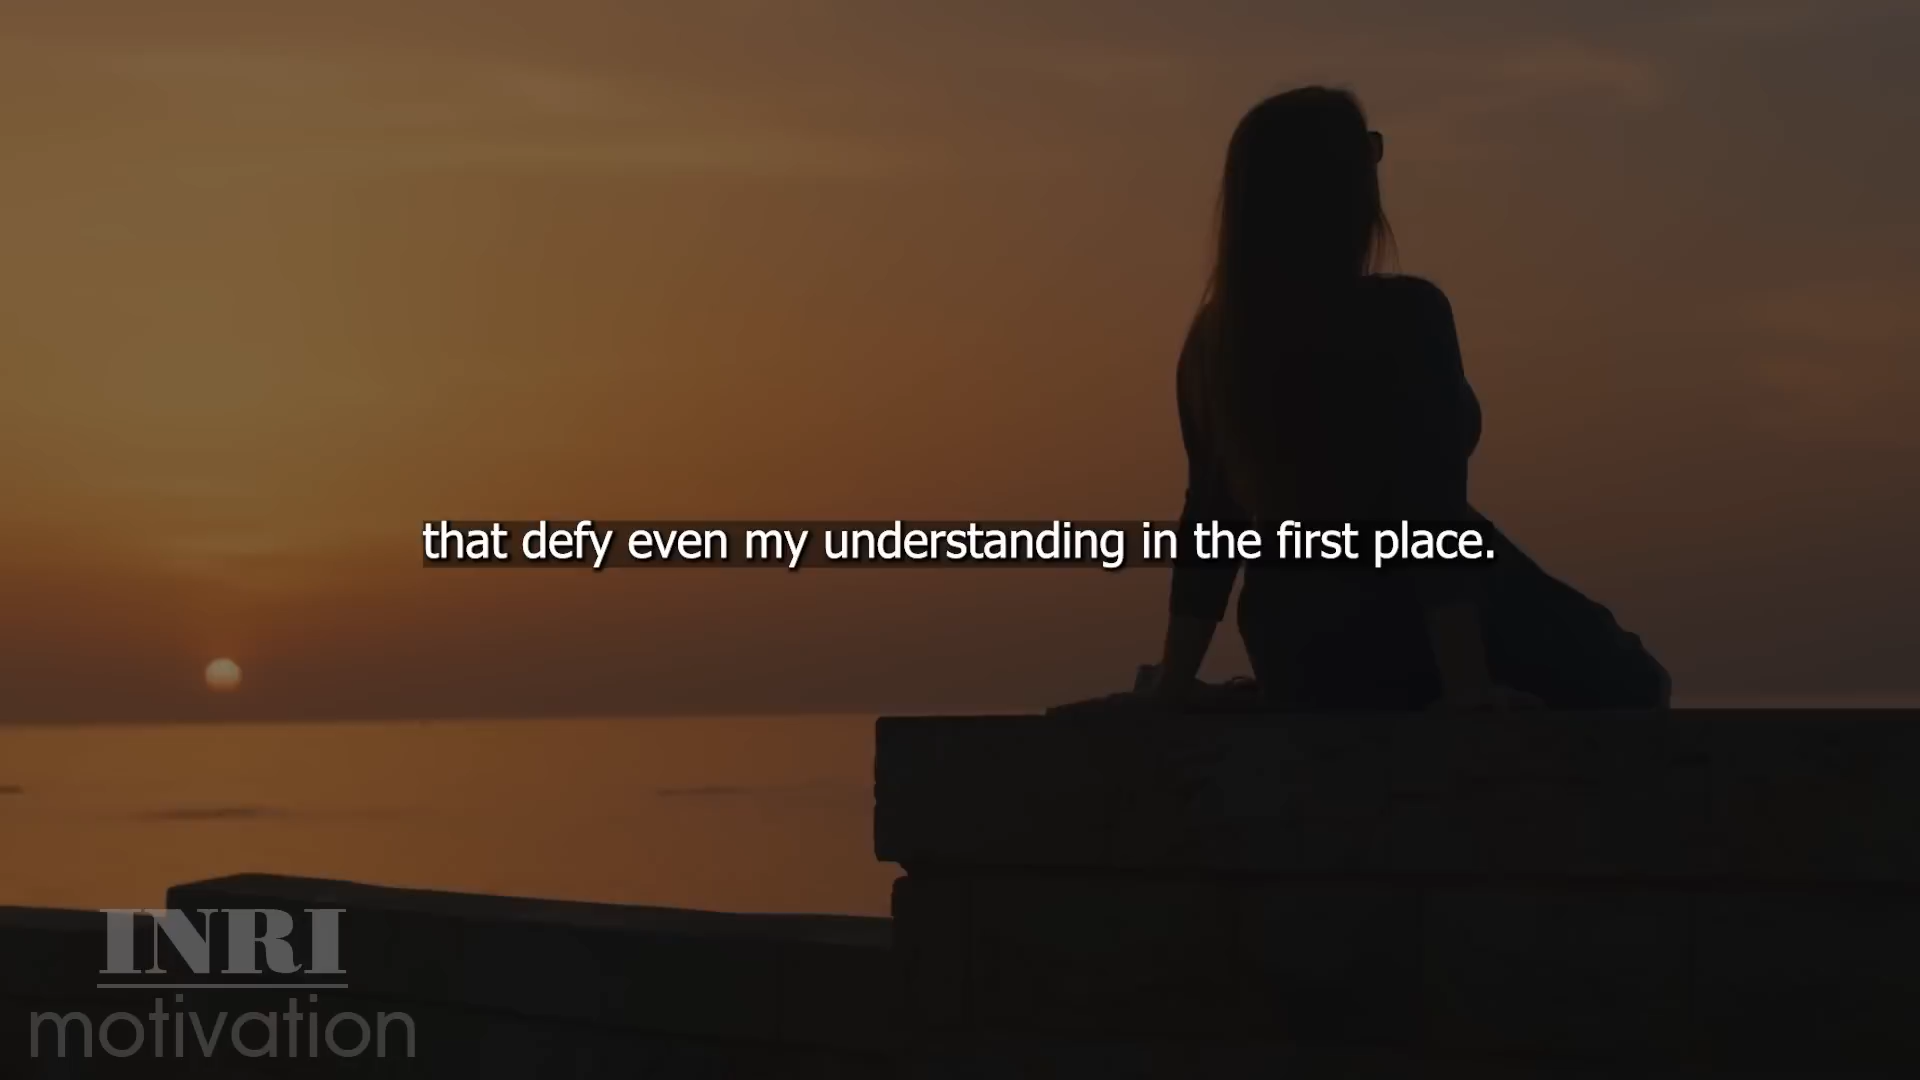 that defy even my understanding in the first place.
INRI
motivation